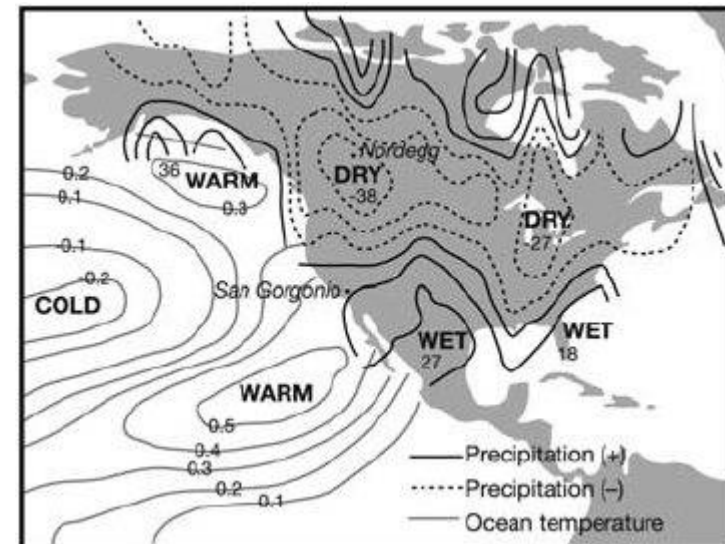 Nordegg
36
0.2
WARM
DRY
0.1
-38
0.3
DRY
0.1
-27
-0.2
San Gorgonio
COLD
WET
WET
27
18
WARM
0.5
0.4
0.3
Precipitation (+)
0.2
Precipitation (–)
0.1
Ocean temperature